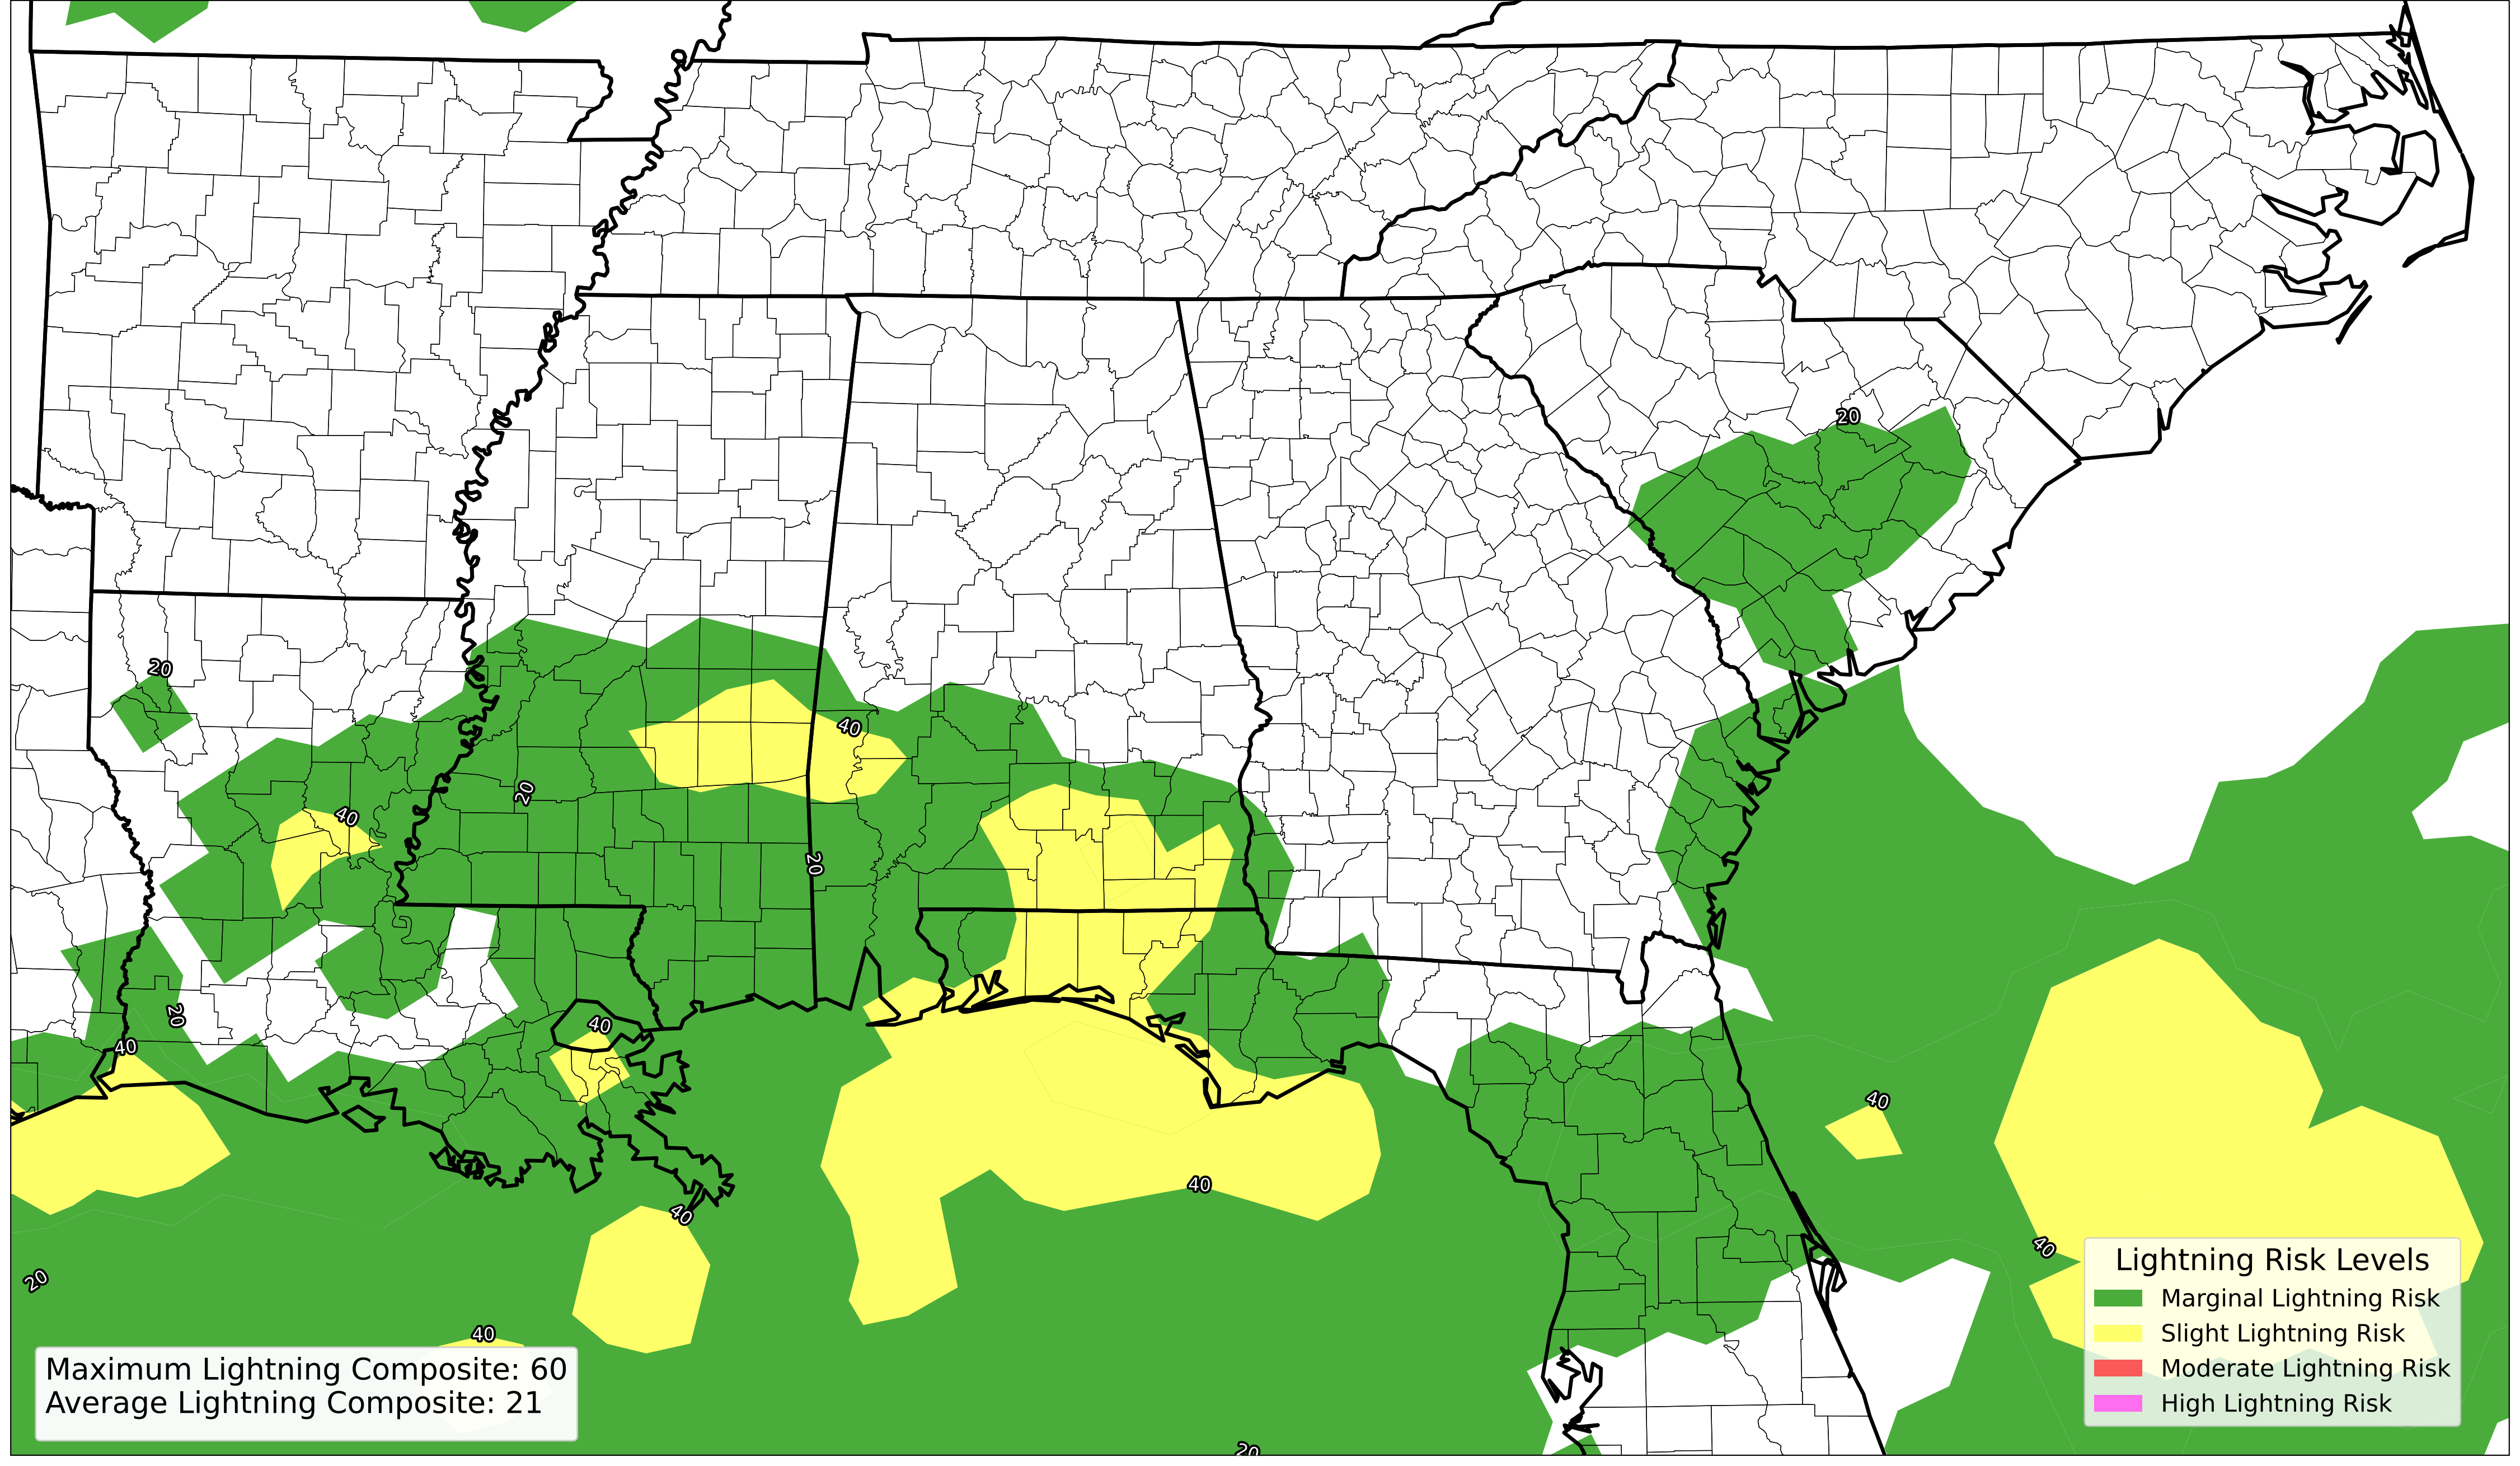 20
20
40
40
20
20
40
20
40
40
40
40
40
20
40
Lightning Risk Levels
Marginal Lightning Risk
Slight Lightning Risk
Moderate Lightning Risk
High Lightning Risk
40
Maximum Lightning Composite: 60
Average Lightning Composite: 21
20